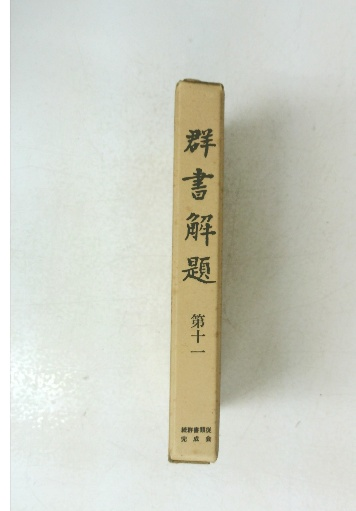 群書解題
第十一
続群書類従
完成会